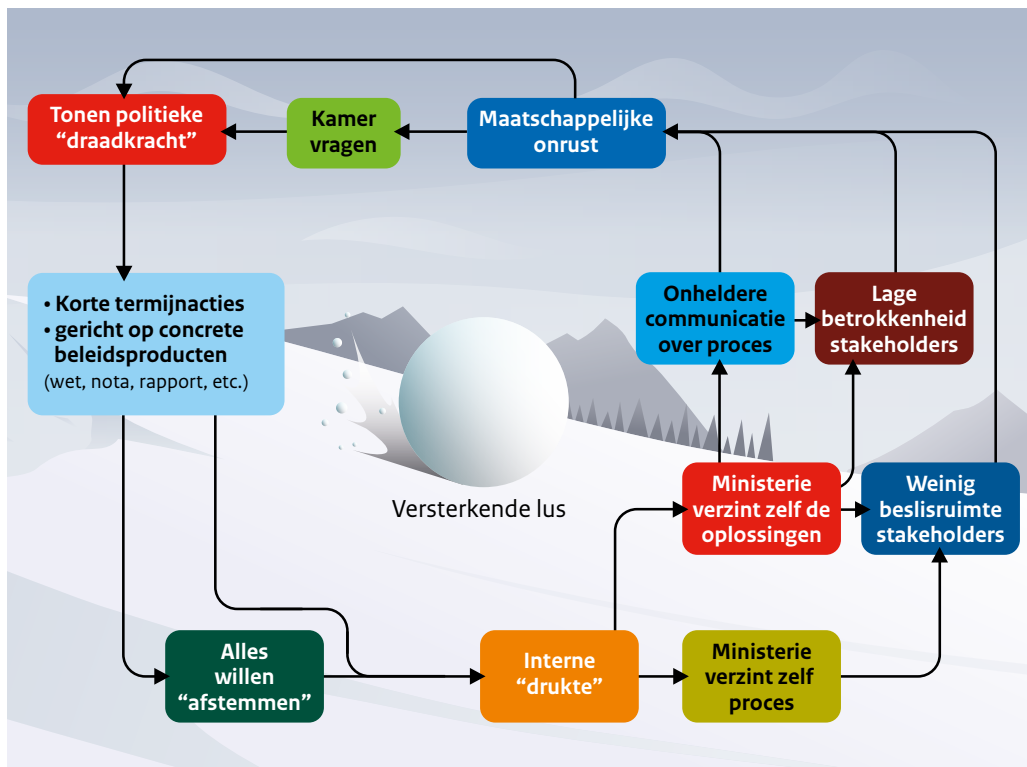 Tonen politieke
“draadkracht”
Kamer
vragen
Maatschappelijke
onrust
• Korte termijnacties
• gericht op concrete
beleidsproducten
(wet, nota, rapport, etc.)
Onheldere
communicatie
over proces
Lage
betrokkenheid
stakeholders
Versterkende lus
Ministerie
verzint zelf de
oplossingen
Weinig
beslisruimte
stakeholders
Alles
willen
“afstemmen”
Interne
“drukte”
Ministerie
verzint zelf
proces